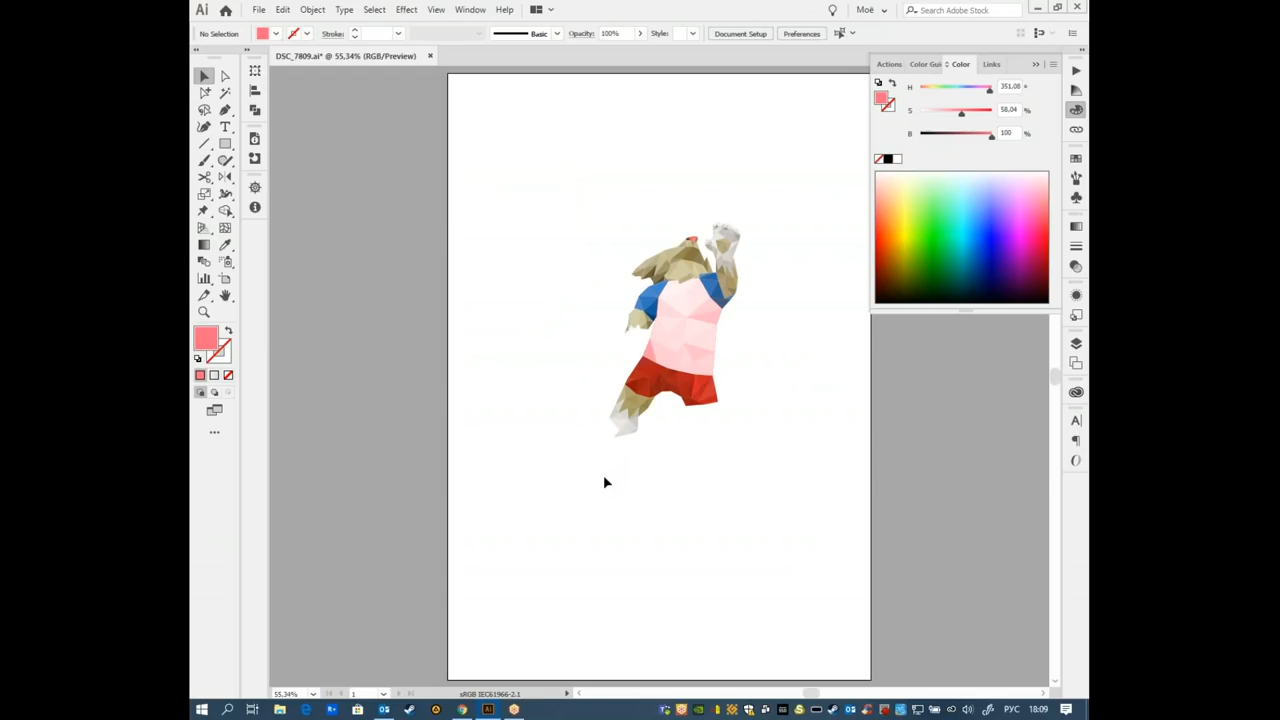 Ai File Edit Object Type Select Effect View Window Help Moë Search Adobe Stock
No Selection Stroke: Basic Opacity: 100% Style: Document Setup Preferences
DSC_7809.ai* @ 55,34% (RGB/Preview)
Actions Color Gui Color Links
H 351,08 °
S 58,04 %
B 100 %
55,34% 1 sRGB IEC61966-2.1
РУС 18:09